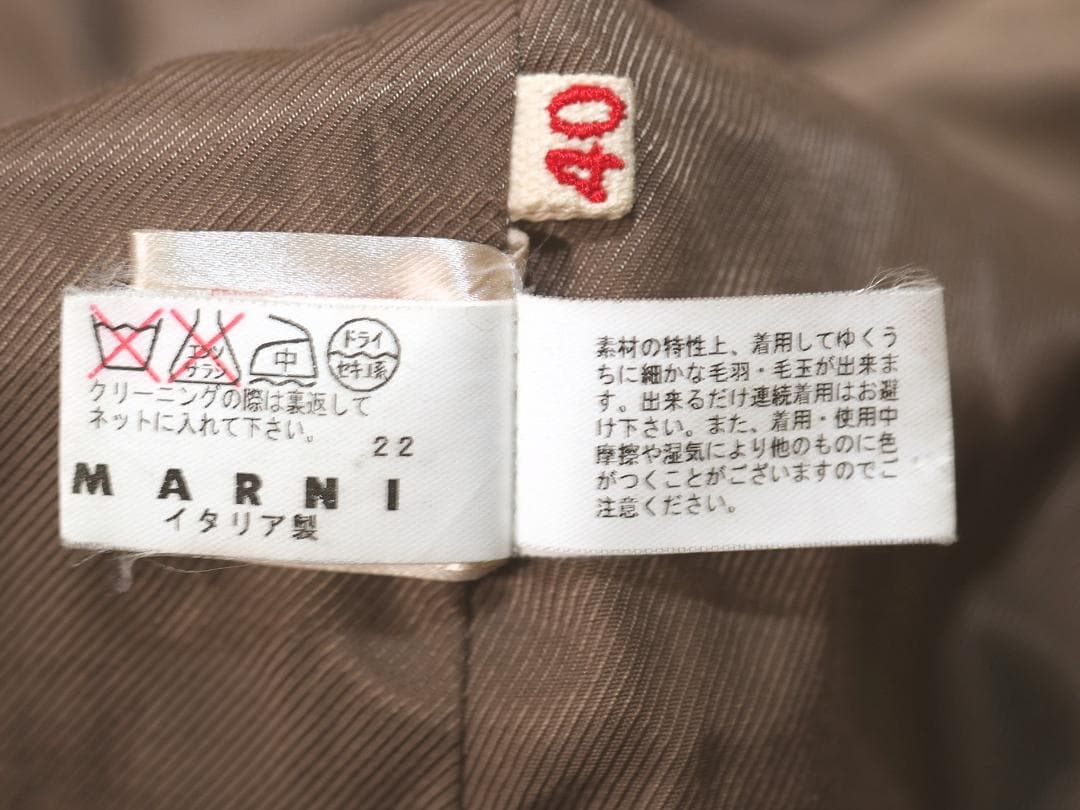 40
エンソ
サラシ
中
ドライ
セキユ系
クリーニングの際は裏返して
ネットに入れて下さい。
22
MARNI
イタリア製
素材の特性上、着用してゆくう
ちに細かな毛羽・毛玉が出来ま
す。出来るだけ連続着用はお避
け下さい。また、着用・使用中
摩擦や湿気により他のものに色
がつくことがございますのでご
注意ください。